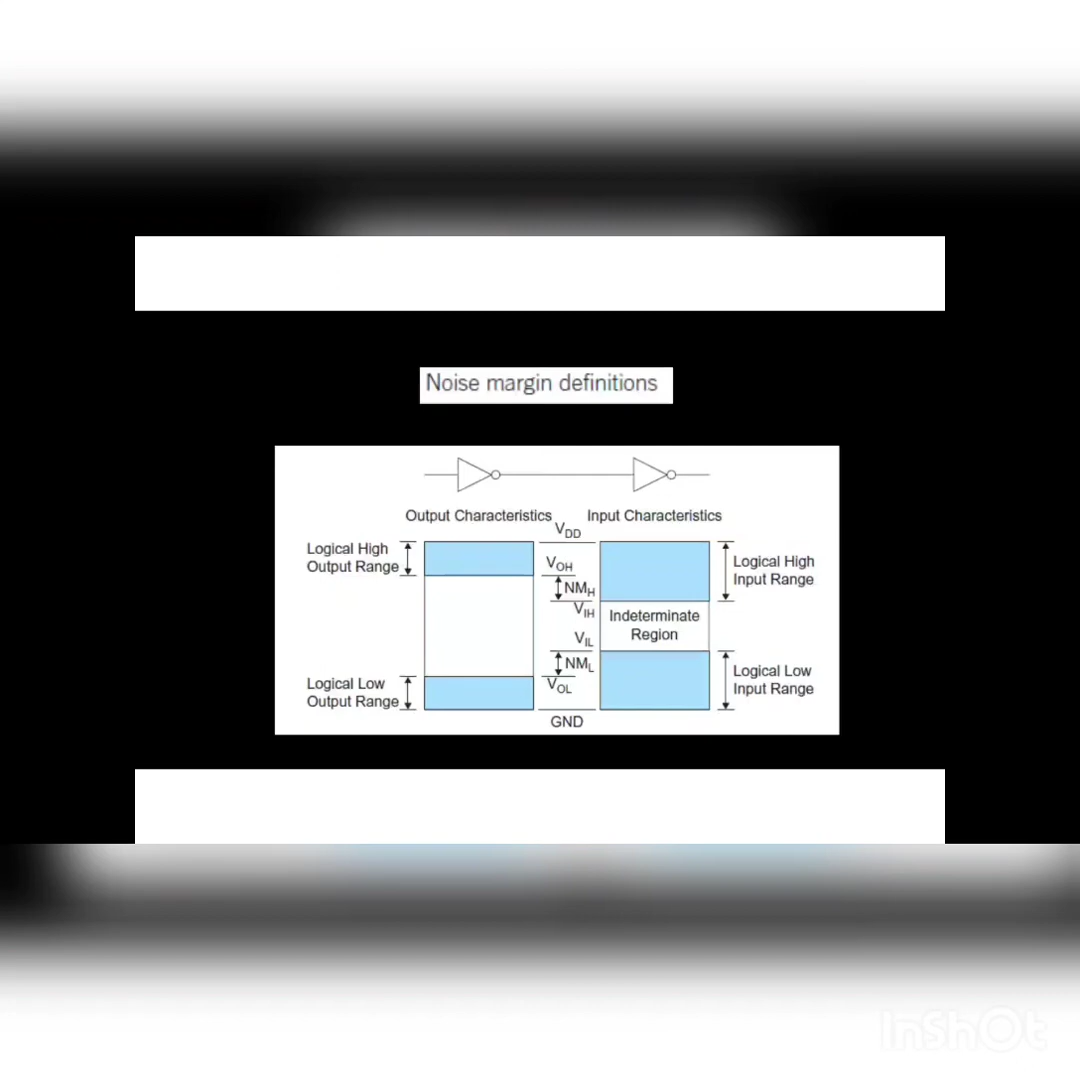 Noise margin definitions
Output Characteristics
Input Characteristics
VDD
Logical High
Output Range
VOH
NMH
VIH
Logical High
Input Range
Indeterminate
Region
VIL
NML
VOL
Logical Low
Output Range
Logical Low
Input Range
GND
InShOt